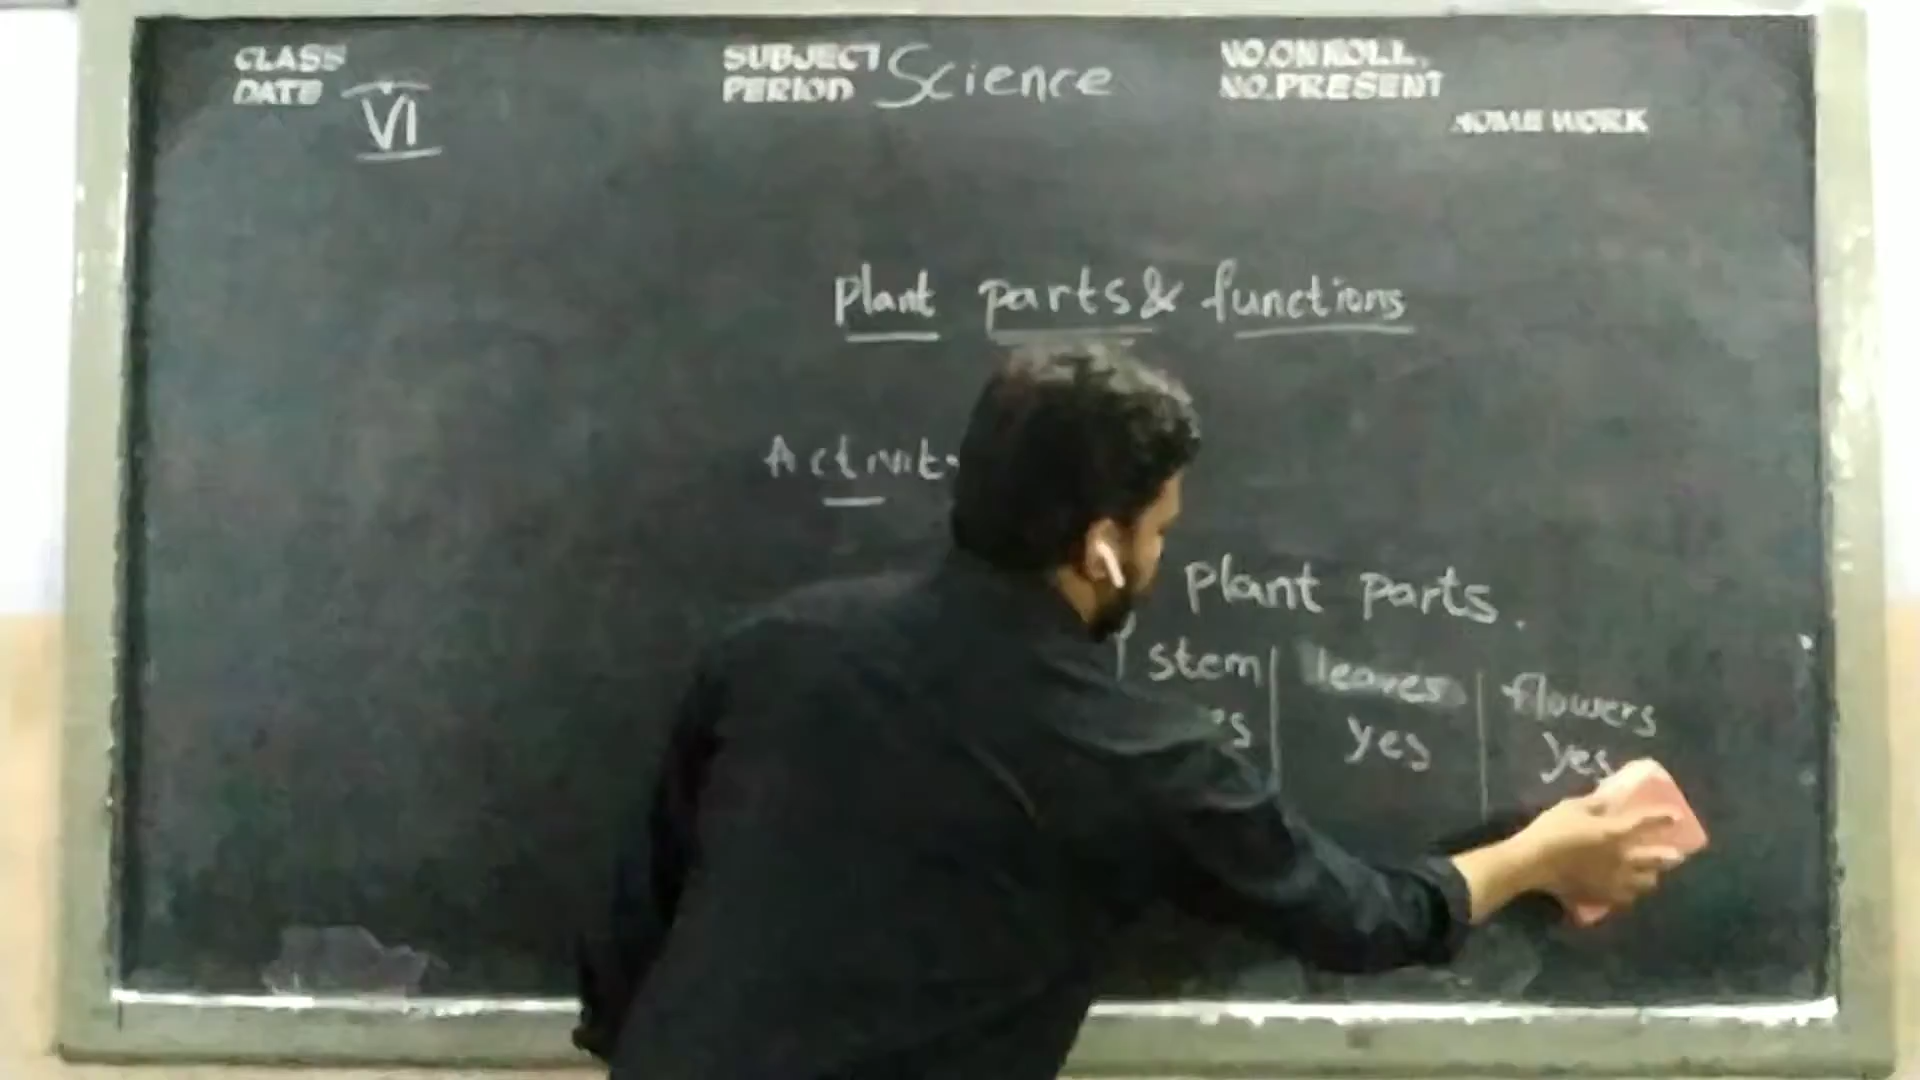 CLASS
DATE VI
SUBJECT Science
PERIOD
NO.ON ROLL.
NO.PRESENT
HOME WORK
Plant parts & functions
Plant parts.
stem leaves flowers
yes yes